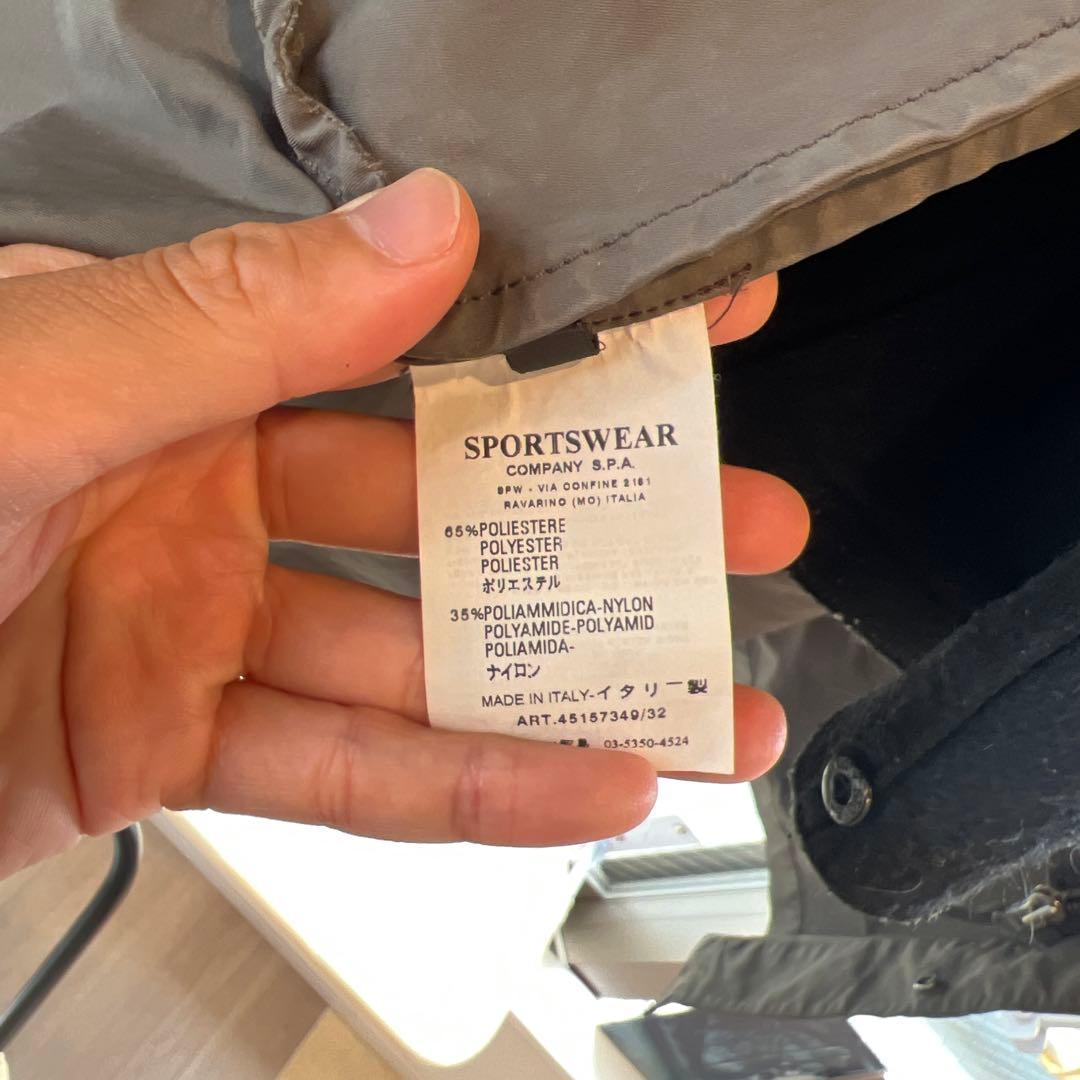 SPORTSWEAR
COMPANY S.P.A.
SPW - VIA CONFINE 2161
RAVARINO (MO) ITALIA
65%POLIESTERE
POLYESTER
POLIESTER
ポリエステル
35%POLIAMMIDICA-NYLON
POLYAMIDE-POLYAMID
POLIAMIDA-
ナイロン
MADE IN ITALY-イタリー製
ART.45157349/32
03-5350-4524